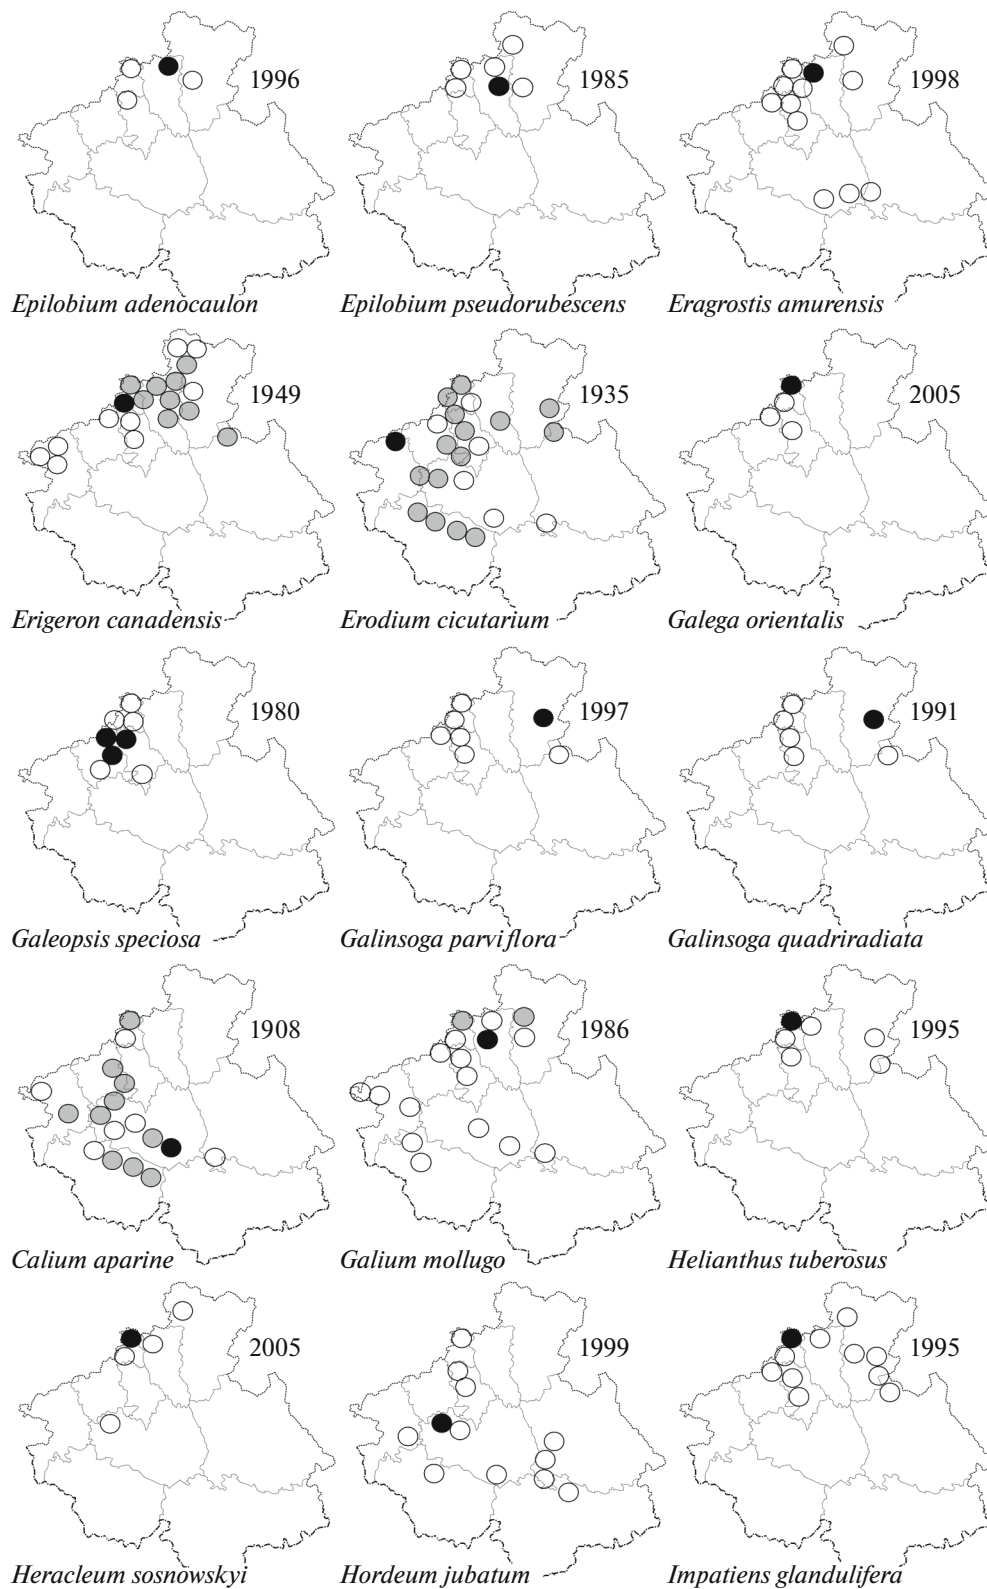 1996
1985
1998
Epilobium adenocaulon
Epilobium pseudorubescens
Eragrostis amurensis
1949
1935
2005
Erigeron canadensis
Erodium cicutarium
Galega orientalis
1980
1997
1991
Galeopsis speciosa
Galinsoga parviflora
Galinsoga quadriradiata
1908
1986
1995
Calium aparine
Galium mollugo
Helianthus tuberosus
2005
1999
1995
Heracleum sosnowskyi
Hordeum jubatum
Impatiens glandulifera